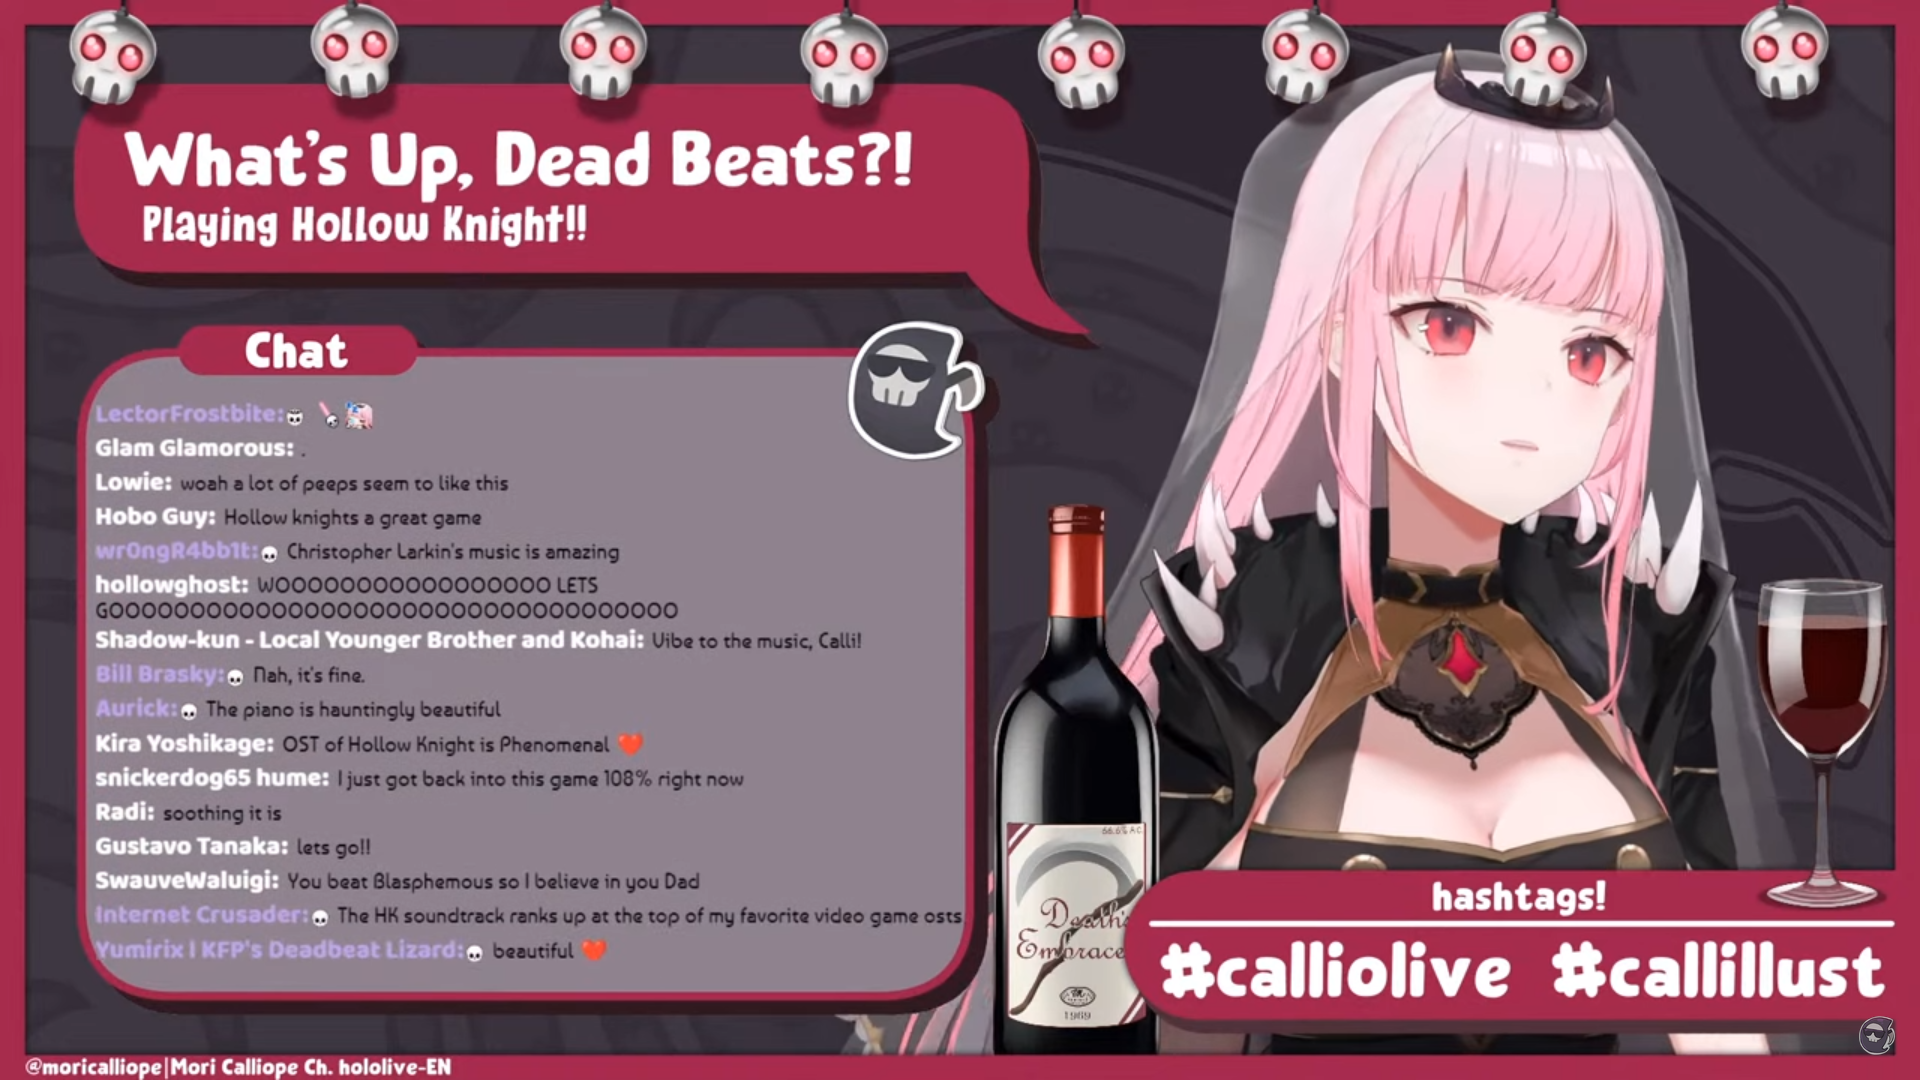 What's Up, Dead Beats?!
Playing Hollow Knight!!
Chat
LectorFrostbite:
Glam Glamorous: .
Lowie: woah a lot of peeps seem to like this
Hobo Guy: Hollow knights a great game
wr0ngR4bb1t: Christopher Larkin's music is amazing
hollowghost: WOOOOOOOOOOOOOOOOO LETS
GOOOOOOOOOOOOOOOOOOOOOOOOOOOOOOOOOOO
Shadow-kun - Local Younger Brother and Kohai: Vibe to the music, Calli!
Bill Brasky: Nah, it's fine.
Aurick: The piano is hauntingly beautiful
Kira Yoshikage: OST of Hollow Knight is Phenomenal ❤️
snickerdog65 hume: I just got back into this game 108% right now
Radi: soothing it is
Gustavo Tanaka: lets go!!
SwauveWaluigi: You beat Blasphemous so I believe in you Dad
Internet Crusader: The HK soundtrack ranks up at the top of my favorite video game osts
Yumirix I KFP's Deadbeat Lizard: beautiful ❤️
66.6% A.C.
Death's
Embrace
1989
hashtags!
#calliolive #callillust
@moricalliope|Mori Calliope Ch. hololive-EN